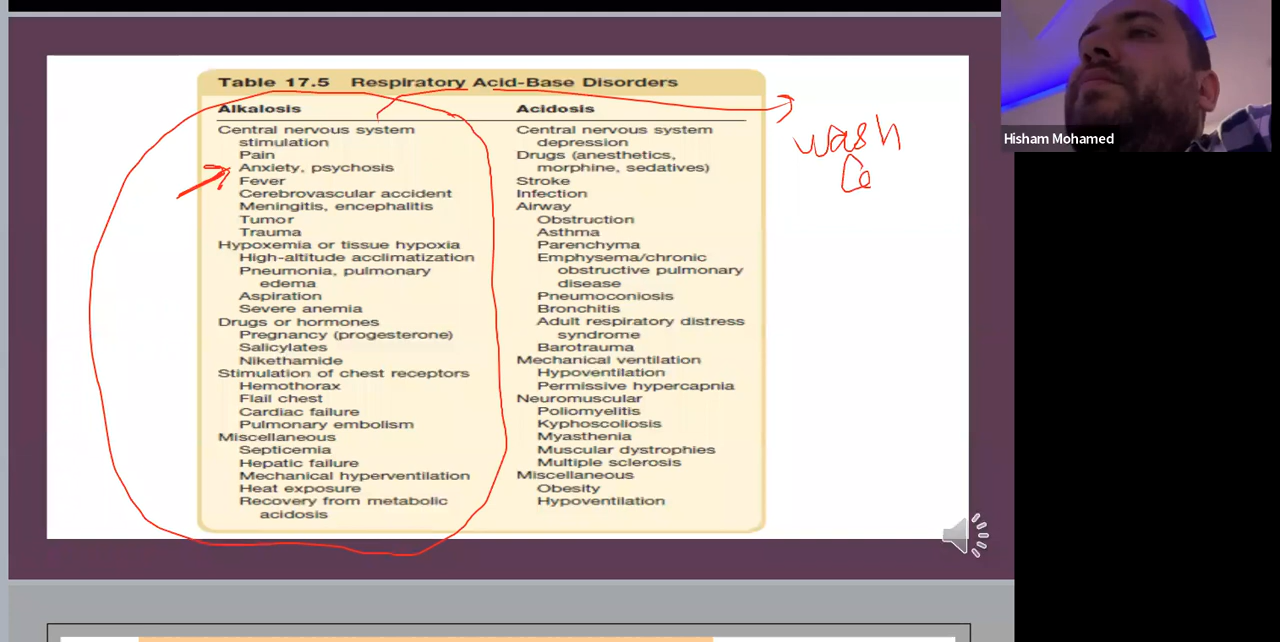 Table 17.5 Respiratory Acid-Base Disorders
Alkalosis
Central nervous system
stimulation
Pain
Anxiety, psychosis
Fever
Cerebrovascular accident
Meningitis, encephalitis
Tumor
Trauma
Hypoxemia or tissue hypoxia
High-altitude acclimatization
Pneumonia, pulmonary
edema
Aspiration
Severe anemia
Drugs or hormones
Pregnancy (progesterone)
Salicylates
Nikethamide
Stimulation of chest receptors
Hemothorax
Flail chest
Cardiac failure
Pulmonary embolism
Miscellaneous
Septicemia
Hepatic failure
Mechanical hyperventilation
Heat exposure
Recovery from metabolic
acidosis
Acidosis
Central nervous system
depression
Drugs (anesthetics,
morphine, sedatives)
Stroke
Infection
Airway
Obstruction
Asthma
Parenchyma
Emphysema/chronic
obstructive pulmonary
disease
Pneumoconiosis
Bronchitis
Adult respiratory distress
syndrome
Barotrauma
Mechanical ventilation
Hypoventilation
Permissive hypercapnia
Neuromuscular
Poliomyelitis
Kyphoscoliosis
Myasthenia
Muscular dystrophies
Multiple sclerosis
Miscellaneous
Obesity
Hypoventilation
wash
Hisham Mohamed